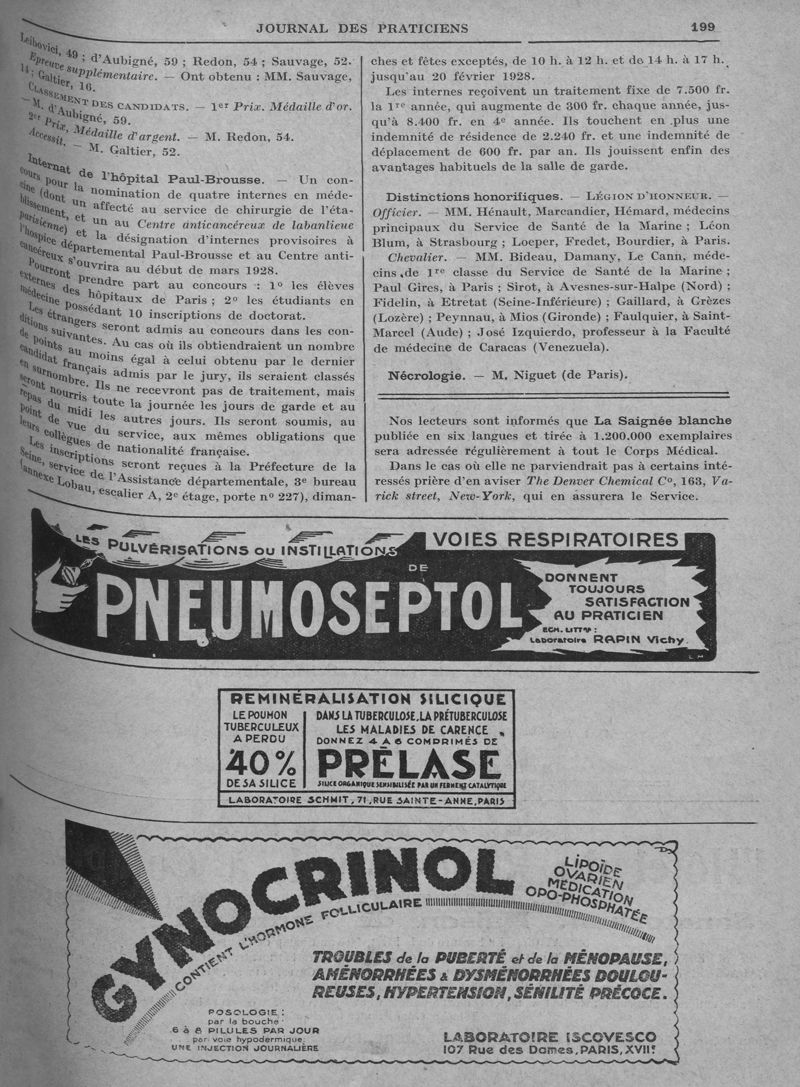 JOURNAL DES PRATICIENS 199
Leibovici, 49 ; d'Aubigné, 59 ; Redon, 54 ; Sauvage, 52.
Epreuve supplémentaire. — Ont obtenu : MM. Sauvage,
14 ; Galtier, 16.
CLASSEMENT DES CANDIDATS. — 1er Prix. Médaille d'or.
— M. d'Aubigné, 59.
2er Prix, Médaille d'argent. — M. Redon, 54.
Accessit. — M. Galtier, 52.
Internat de l'hôpital Paul-Brousse. — Un con-
cours pour la nomination de quatre internes en méde-
cine (dont un affecté au service de chirurgie de l'éta-
blissement, et un au Centre anticancéreux de labanlieue
parisienne) et la désignation d'internes provisoires à
l'hospice départemental Paul-Brousse et au Centre anti-
cancéreux s'ouvrira au début de mars 1928.
Pourront prendre part au concours : 1º les élèves
externes des hôpitaux de Paris ; 2º les étudiants en
médecine possédant 10 inscriptions de doctorat.
Les étrangers seront admis au concours dans les con-
ditions suivantes. Au cas où ils obtiendraient un nombre
de points au moins égal à celui obtenu par le dernier
candidat français admis par le jury, ils seraient classés
en surnombre. Ils ne recevront pas de traitement, mais
seront nourris toute la journée les jours de garde et au
repas du midi les autres jours. Ils seront soumis, au
point de vue du service, aux mêmes obligations que
leurs collègues de nationalité française.
Les inscriptions seront reçues à la Préfecture de la
Seine, service de l'Assistance départementale, 3e bureau
(annexe Lobau, escalier A, 2e étage, porte nº 227), diman-
ches et fêtes exceptés, de 10 h. à 12 h. et de 14 h. à 17 h.,
jusqu'au 20 février 1928.
Les internes reçoivent un traitement fixe de 7.500 fr.
la 1re année, qui augmente de 300 fr. chaque année, jus-
qu'à 8.400 fr. en 4e année. Ils touchent en plus une
indemnité de résidence de 2.240 fr. et une indemnité de
déplacement de 600 fr. par an. Ils jouissent enfin des
avantages habituels de la salle de garde.
Distinctions honorifiques. — LÉGION D'HONNEUR. —
Officier. — MM. Hénault, Marcandier, Hémard, médecins
principaux du Service de Santé de la Marine ; Léon
Blum, à Strasbourg ; Loeper, Fredet, Bourdier, à Paris.
Chevalier. — MM. Bideau, Damany, Le Cann, méde-
cins de 1re classe du Service de Santé de la Marine ;
Paul Gires, à Paris ; Sirot, à Avesnes-sur-Halpe (Nord) ;
Fidelin, à Etretat (Seine-Inférieure) ; Gaillard, à Grèzes
(Lozère) ; Peynnau, à Mios (Gironde) ; Faulquier, à Saint-
Marcel (Aude) ; José Izquierdo, professeur à la Faculté
de médecine de Caracas (Venezuela).
Nécrologie. — M. Niguet (de Paris).
Nos lecteurs sont informés que La Saignée blanche
publiée en six langues et tirée à 1.200.000 exemplaires
sera adressée régulièrement à tout le Corps Médical.
Dans le cas où elle ne parviendrait pas à certains inté-
ressés prière d'en aviser The Denver Chemical Cº, 163, Va-
rick street, New-York, qui en assurera le Service.
LES PULVÉRISATIONS OU INSTILLATIONS
VOIES RESPIRATOIRES
DE
PNEUMOSEPTOL
DONNENT
TOUJOURS
SATISFACTION
AU PRATICIEN
ECH. LITTre :
Laboratoire RAPIN Vichy.
L M
REMINÉRALISATION SILICIQUE
LE POUMON
TUBERCULEUX
A PERDU
40%
DE SA SILICE
DANS LA TUBERCULOSE, LA PRÉTUBERCULOSE
LES MALADIES DE CARENCE
DONNEZ 4 A 6 COMPRIMÉS DE
PRÉLASE
SILICE ORGANIQUE SENSIBILISÉE PAR UN FERMENT CATALYTIQUE
LABORATOIRE SCHMIT, 71, RUE SAINTE-ANNE, PARIS
GYNOCRINOL
CONTIENT L'HORMONE FOLLICULAIRE
LIPOÏDE
OVARIEN
MÉDICATION
OPO-PHOSPHATÉE
TROUBLES de la PUBERTÉ et de la MÉNOPAUSE,
AMÉNORRHÉES & DYSMÉNORRHÉES DOULOU-
REUSES, HYPERTENSION, SÉNILITÉ PRÉCOCE.
POSOLOGIE :
par la bouche
6 à 8 PILULES PAR JOUR
par voie hypodermique,
UNE INJECTION JOURNALIÈRE
LABORATOIRE ISCOVESCO
107 Rue des Dames, PARIS, XVIIe